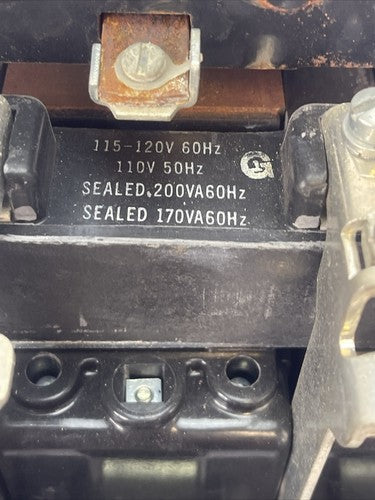 115-120V 60Hz
110V 50Hz
SEALED 200VA60Hz
SEALED 170VA60Hz
G